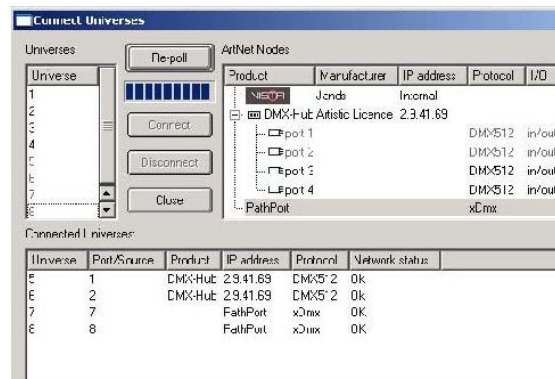 Connect Universes
Universes
Re-poll
ArtNet Nodes
Universe
Product Manufacturer IP address Potocol I/O
1
2
3
4
5
6
7
8
VISTA Jands Internal
DMX-Hub Artistic Licence 2.9.41.69
port 1 DMX512 in/out
port 2 DMX512 in/out
port 3 DMX512 in/out
port 4 DMX512 in/out
PathPort xDmx
Connect
Disconnect
Close
Connected Universes:
Universe Port/Source Product IP address Protocol Network status
5 1 DMX-Hub 2.9.41.69 DMX512 Ok
6 2 DMX-Hub 2.9.41.69 DMX512 Ok
7 7 PathPort xDmx OK
8 8 PathPort xDmx OK